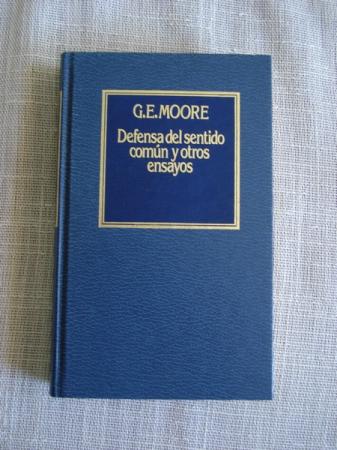 G.E.MOORE
Defensa del sentido
común y otros
ensayos